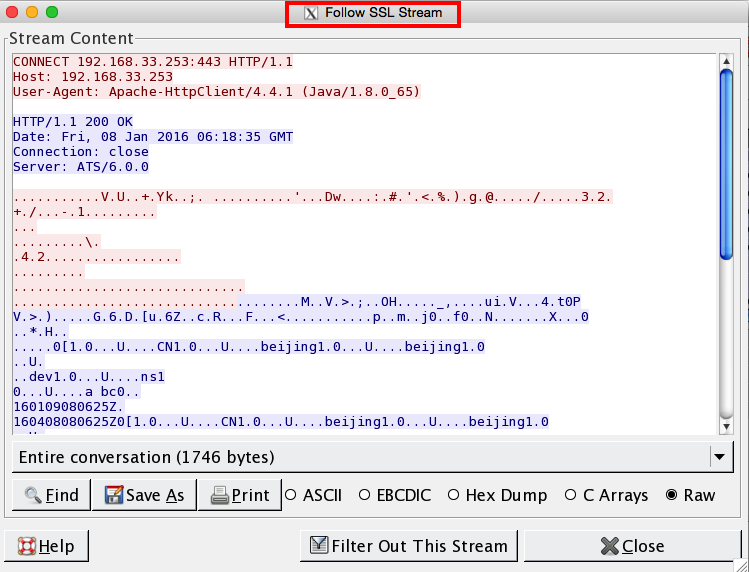 Follow SSL Stream
Stream Content
CONNECT 192.168.33.253:443 HTTP/1.1
Host: 192.168.33.253
User-Agent: Apache-HttpClient/4.4.1 (Java/1.8.0_65)
HTTP/1.1 200 OK
Date: Fri, 08 Jan 2016 06:18:35 GMT
Connection: close
Server: ATS/6.0.0
...........V.U..+.Yk..;. ..........'...Dw....:.#.'.<.%.).g.@...../.....3.2.
+./...-.1.........
...
.........\.
.4.2.................
.........
.............................
....................................M..V.>.;..OH....._,....ui.V...4.t0P
V.>.).....G.6.D.[u.6Z..c.R...F...<...........p..m..j0..f0..N.......X...0
..*.H..
.....0[1.0...U....CN1.0...U....beijing1.0...U....beijing1.0
..U.
..dev1.0...U....ns1
0...U....a bc0..
160109080625Z.
160408080625Z0[1.0...U....CN1.0...U....beijing1.0...U....beijing1.0
Entire conversation (1746 bytes)
Find Save As Print ASCII EBCDIC Hex Dump C Arrays Raw
Help Filter Out This Stream Close